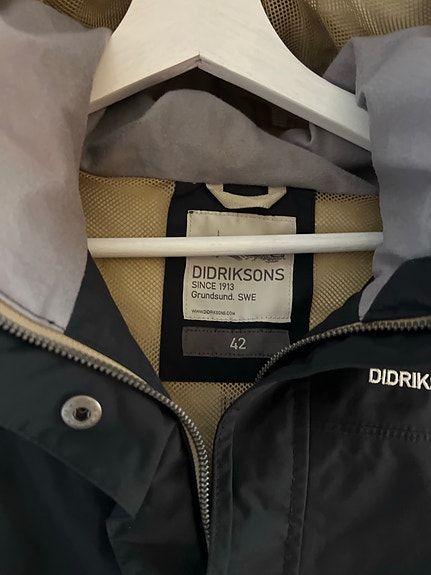 DIDRIKSONS
SINCE 1913
Grundsund. SWE
WWW.DIDRIKSONS.COM
42
DIDRIK